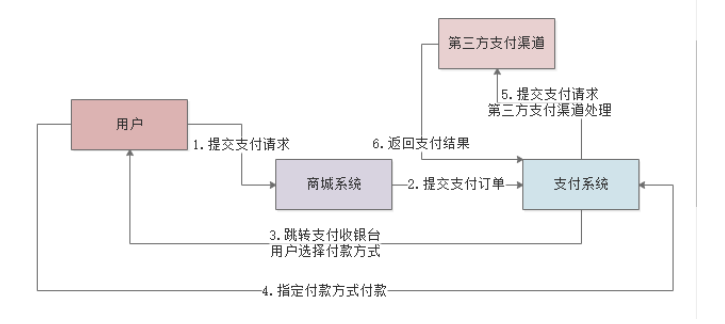 第三方支付渠道
5.提交支付请求
第三方支付渠道处理
用户
1.提交支付请求
6.返回支付结果
商城系统
2.提交支付订单
支付系统
3.跳转支付收银台
用户选择付款方式
4.指定付款方式付款